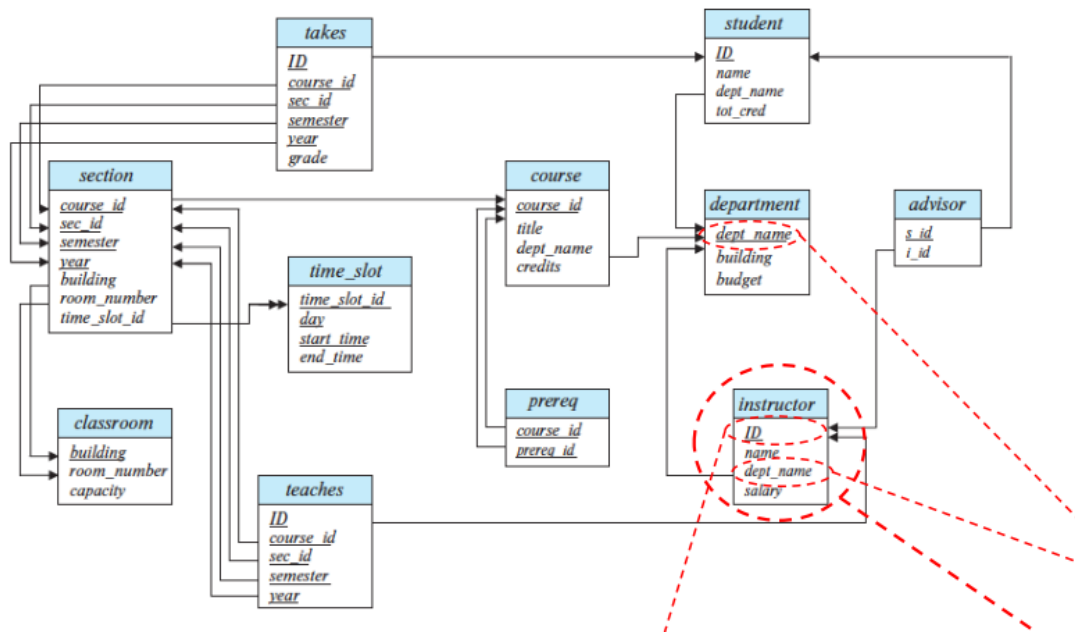 takes
ID
course_id
sec_id
semester
year
grade
student
ID
name
dept_name
tot_cred
section
course_id
sec_id
semester
year
building
room_number
time_slot_id
course
course_id
title
dept_name
credits
department
dept_name
building
budget
advisor
s_id
i_id
time_slot
time_slot_id
day
start_time
end_time
classroom
building
room_number
capacity
prereq
course_id
prereq_id
instructor
ID
name
dept_name
salary
teaches
ID
course_id
sec_id
semester
year